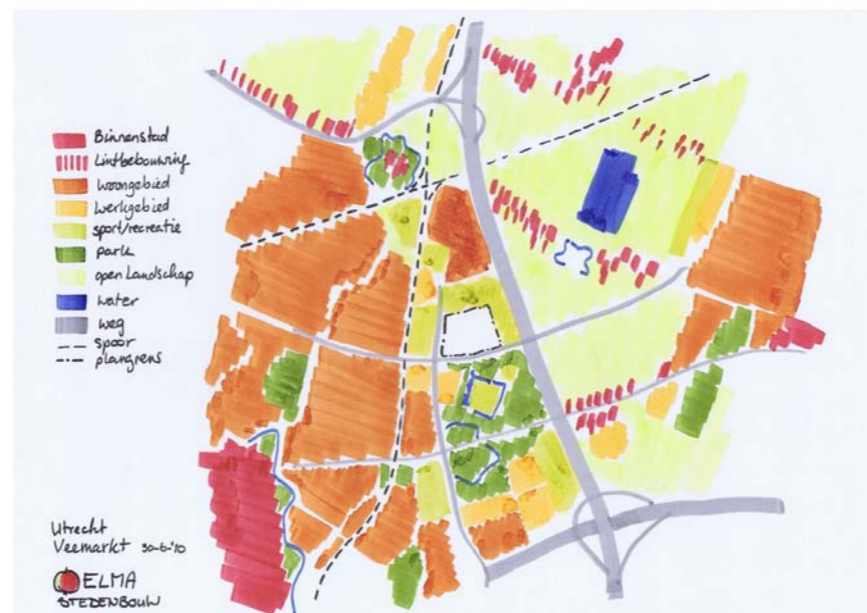 Binnenstad
Lintbebouwing
Woongebied
Werkgebied
sport/recreatie
park
open landschap
water
weg
spoor
plangrens
Utrecht
Veemarkt 30-6-'10
ELMA
STEDENBOUW